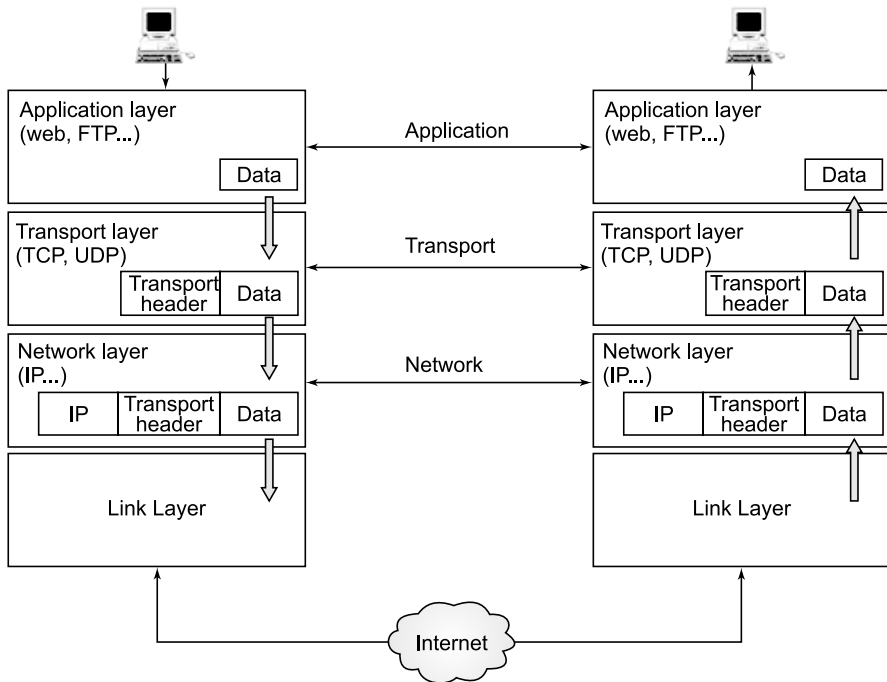 Application layer
(web, FTP...)
Data
Transport layer
(TCP, UDP)
Transport
header
Data
Network layer
(IP...)
IP
Transport
header
Data
Link Layer
Application
Transport
Network
Application layer
(web, FTP...)
Data
Transport layer
(TCP, UDP)
Transport
header
Data
Network layer
(IP...)
IP
Transport
header
Data
Link Layer
Internet